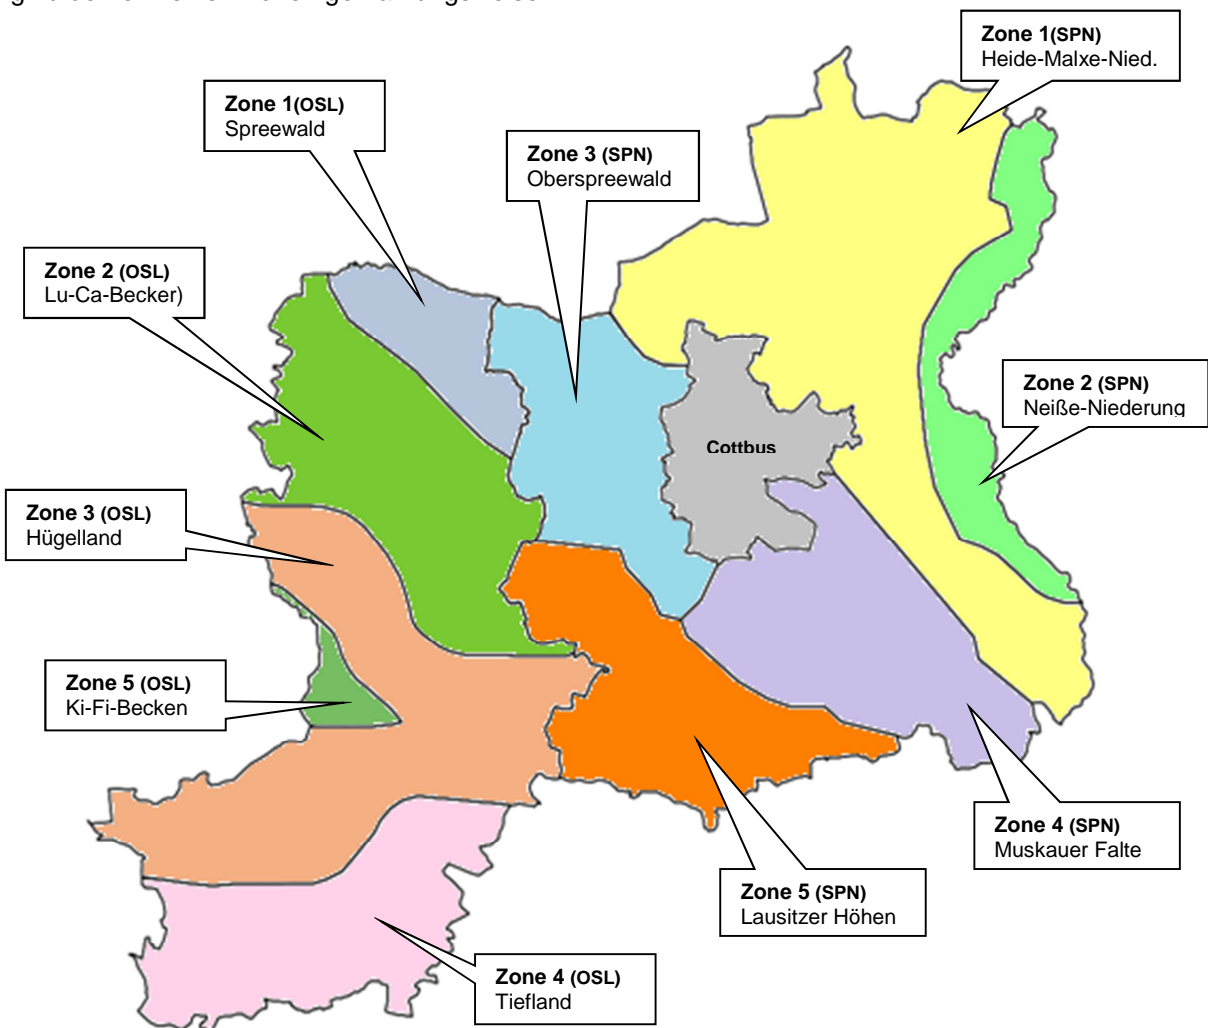 Zone 1(SPN)
Heide-Malxe-Nied.
Zone 1(OSL)
Spreewald
Zone 3 (SPN)
Oberspreewald
Zone 2 (OSL)
Lu-Ca-Becker)
Zone 2 (SPN)
Neiße-Niederung
Cottbus
Zone 3 (OSL)
Hügelland
Zone 5 (OSL)
Ki-Fi-Becken
Zone 4 (SPN)
Muskauer Falte
Zone 5 (SPN)
Lausitzer Höhen
Zone 4 (OSL)
Tiefland